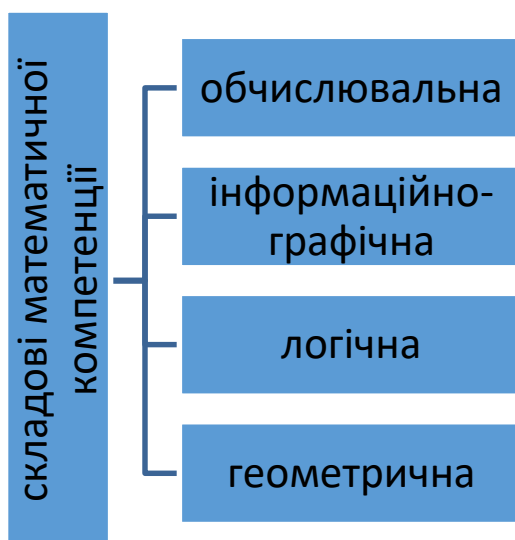 складові математичної
компетенції
обчислювальна
інформаційно-
графічна
логічна
геометрична